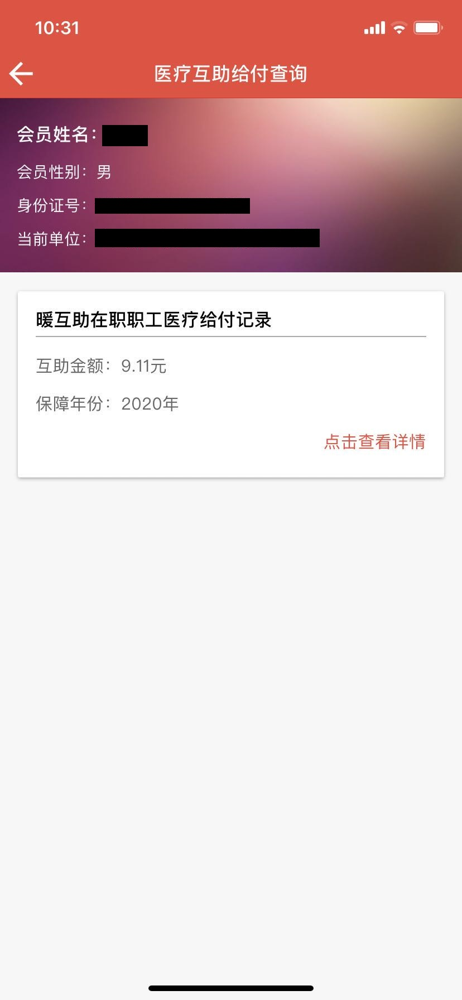 10:31
医疗互助给付查询
会员姓名：
会员性别：男
身份证号：
当前单位：
暖互助在职职工医疗给付记录
互助金额：9.11元
保障年份：2020年
点击查看详情